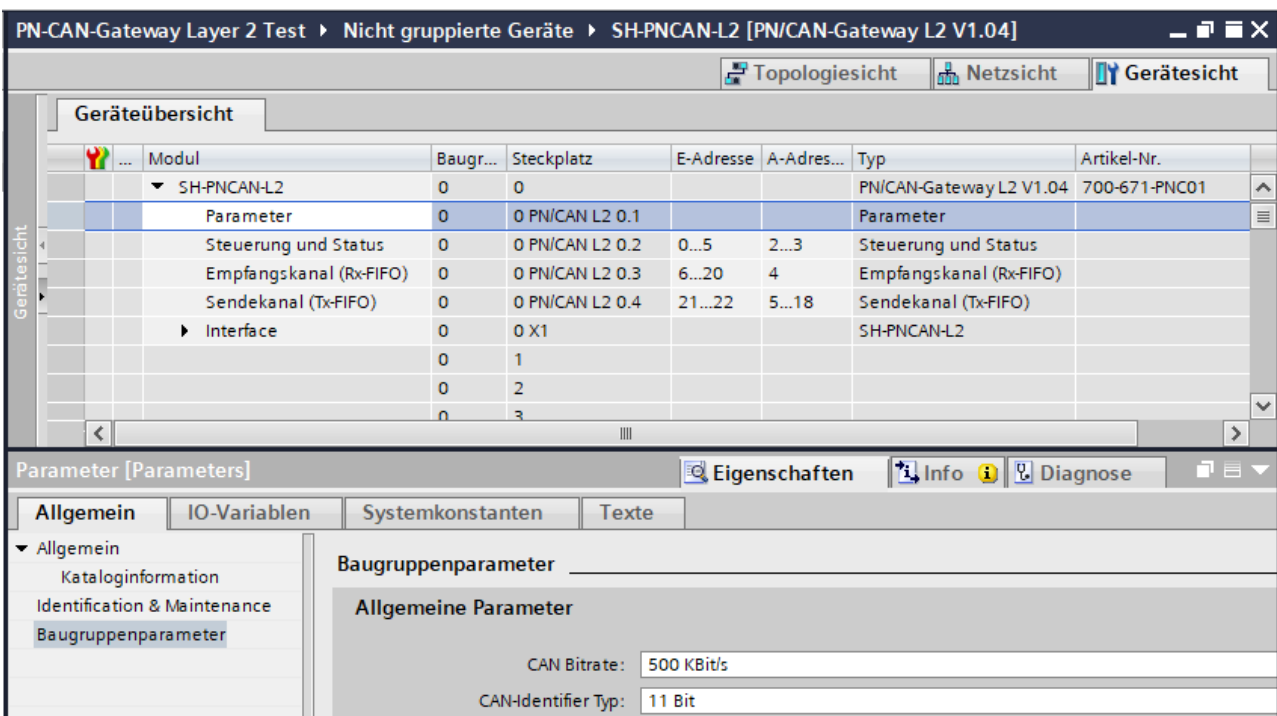 PN-CAN-Gateway Layer 2 Test ▸ Nicht gruppierte Geräte ▸ SH-PNCAN-L2 [PN/CAN-Gateway L2 V1.04]
Topologiesicht Netzsicht Gerätesicht
Geräteübersicht
... Modul Baugr... Steckplatz E-Adresse A-Adres... Typ Artikel-Nr.
SH-PNCAN-L2 0 0 PN/CAN-Gateway L2 V1.04 700-671-PNC01
Parameter 0 0 PN/CAN L2 0.1 Parameter
Steuerung und Status 0 0 PN/CAN L2 0.2 0...5 2...3 Steuerung und Status
Empfangskanal (Rx-FIFO) 0 0 PN/CAN L2 0.3 6...20 4 Empfangskanal (Rx-FIFO)
Sendekanal (Tx-FIFO) 0 0 PN/CAN L2 0.4 21...22 5...18 Sendekanal (Tx-FIFO)
Interface 0 0 X1 SH-PNCAN-L2
0 1
0 2
0 3
Gerätesicht
Parameter [Parameters] Eigenschaften Info Diagnose
Allgemein IO-Variablen Systemkonstanten Texte
Allgemein
Kataloginformation
Identification & Maintenance
Baugruppenparameter
Baugruppenparameter
Allgemeine Parameter
CAN Bitrate: 500 KBit/s
CAN-Identifier Typ: 11 Bit